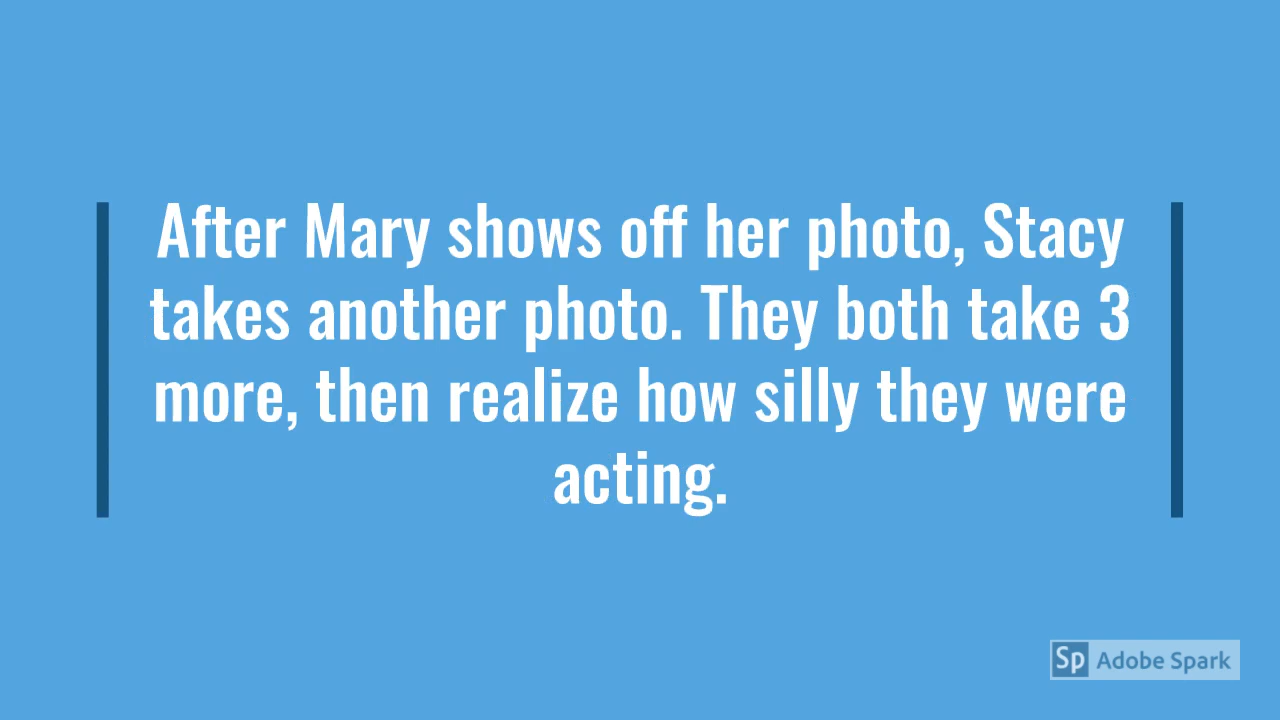 After Mary shows off her photo, Stacy
takes another photo. They both take 3
more, then realize how silly they were
acting.
Sp Adobe Spark